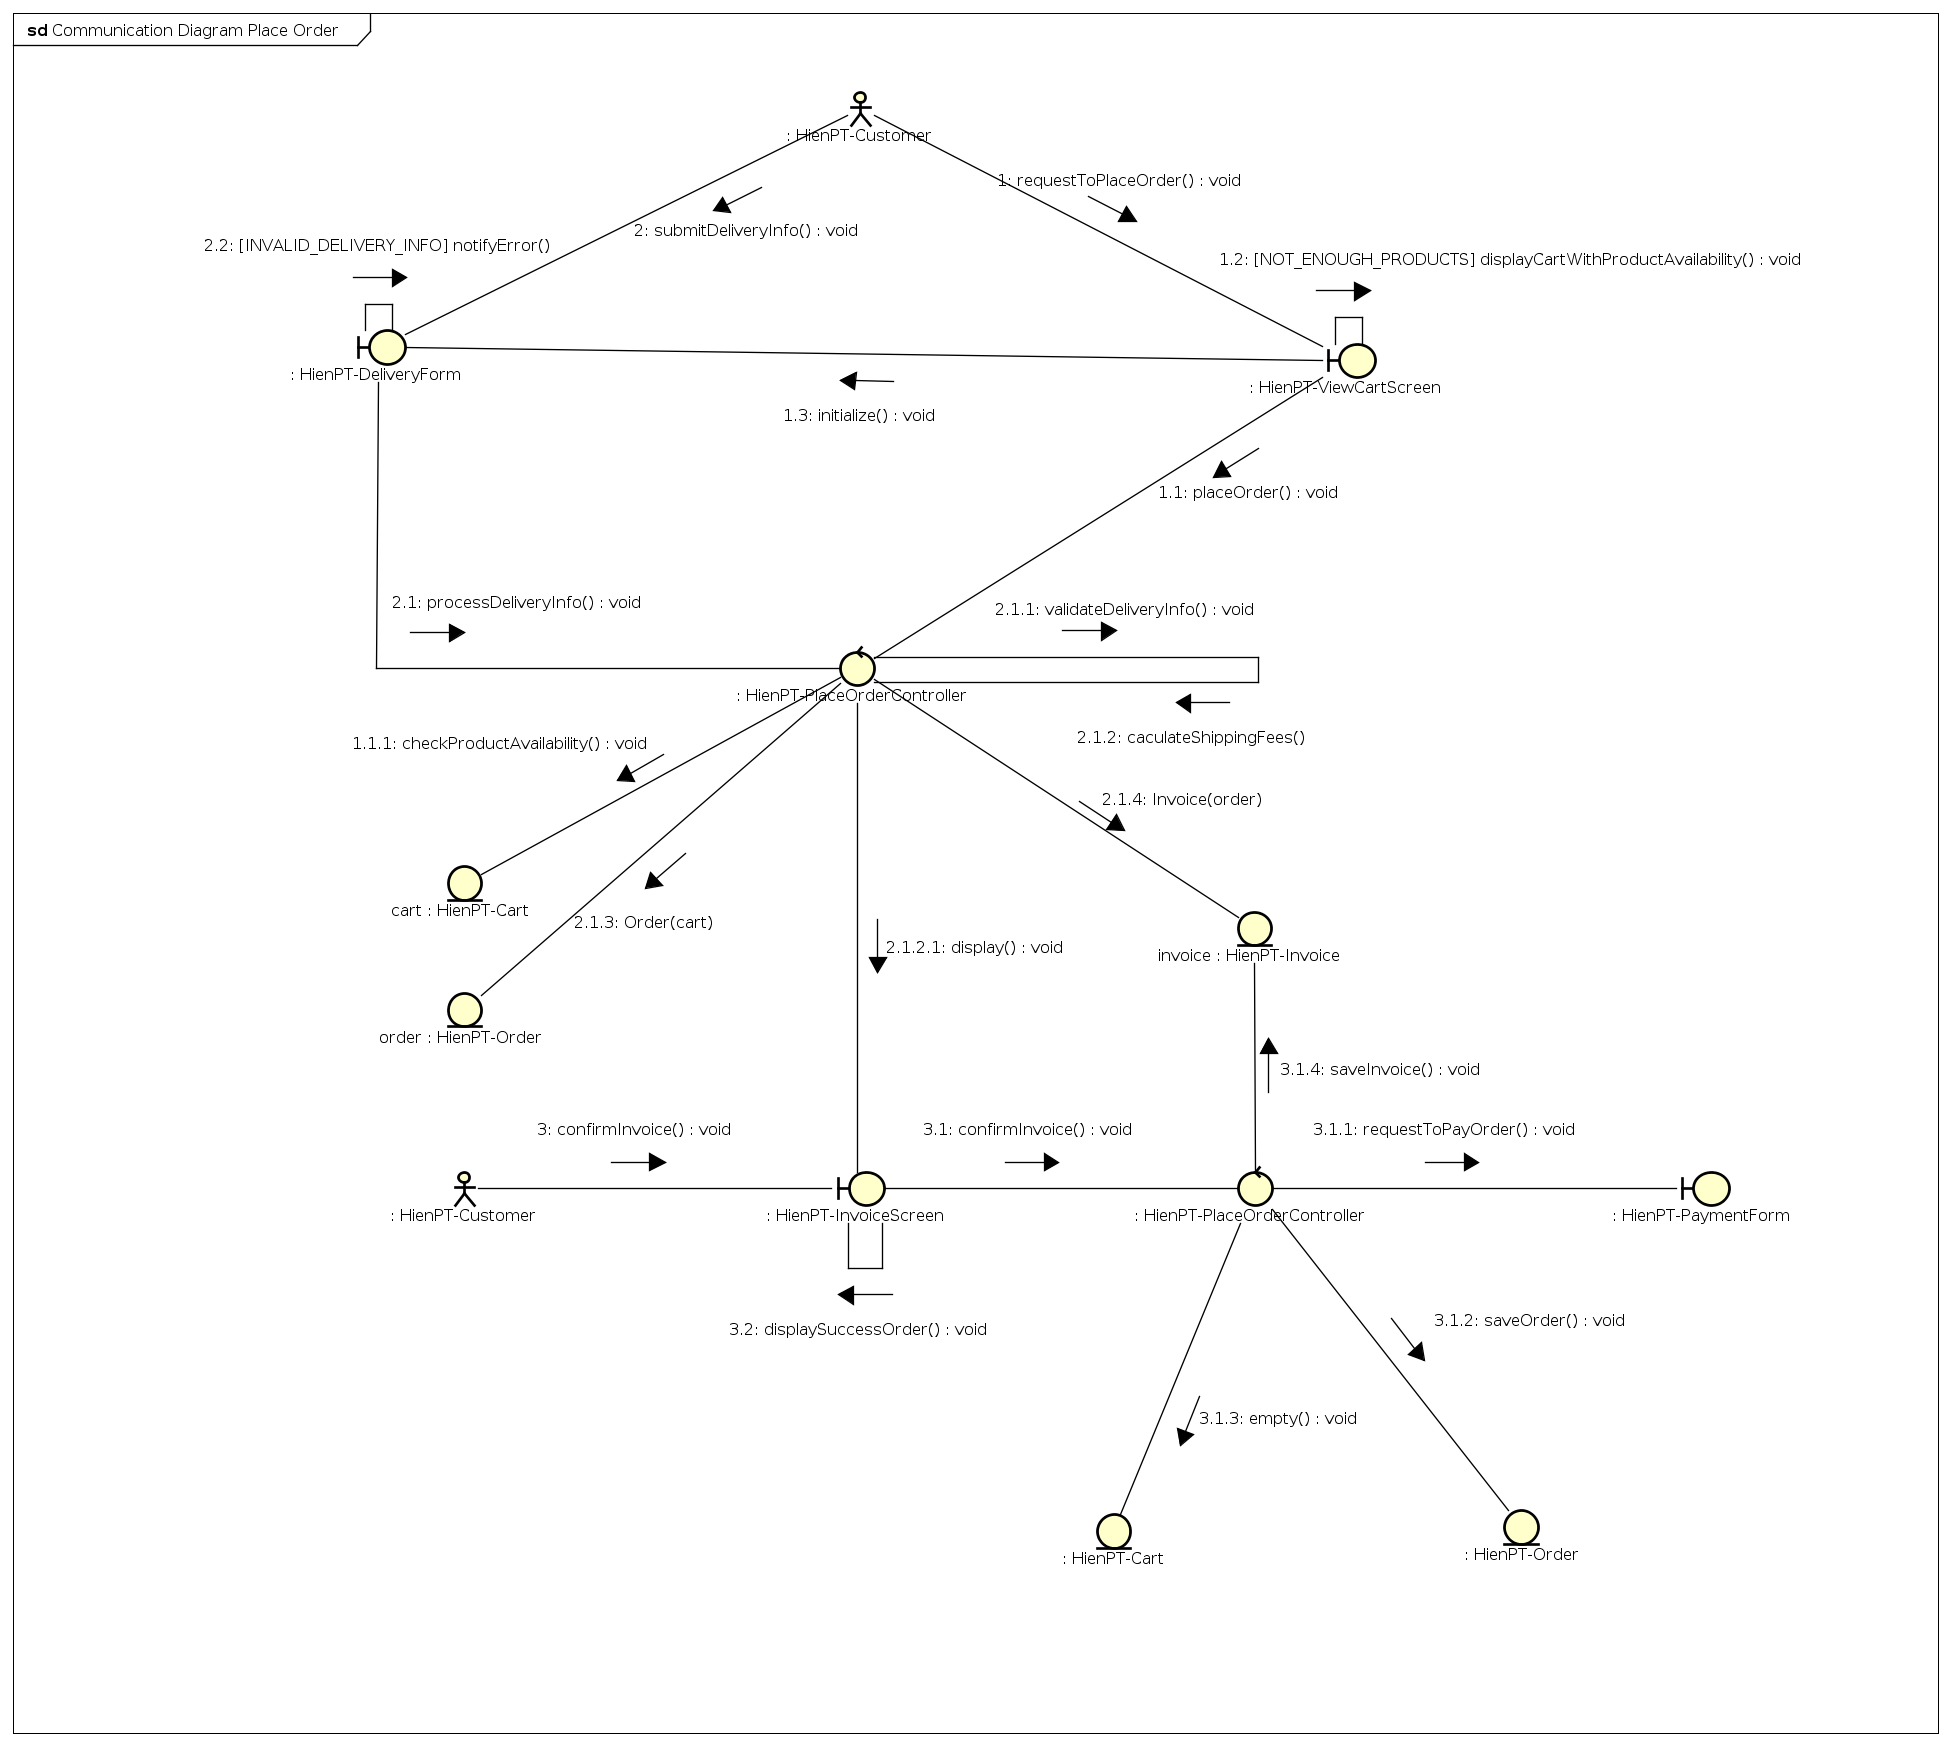 sd Communication Diagram Place Order
: HienPT-Customer
1: requestToPlaceOrder() : void
2: submitDeliveryInfo() : void
2.2: [INVALID_DELIVERY_INFO] notifyError()
1.2: [NOT_ENOUGH_PRODUCTS] displayCartWithProductAvailability() : void
: HienPT-DeliveryForm
: HienPT-ViewCartScreen
1.3: initialize() : void
1.1: placeOrder() : void
2.1: processDeliveryInfo() : void
2.1.1: validateDeliveryInfo() : void
: HienPT-PlaceOrderController
2.1.2: caculateShippingFees()
1.1.1: checkProductAvailability() : void
2.1.4: Invoice(order)
cart : HienPT-Cart
2.1.3: Order(cart)
2.1.2.1: display() : void
invoice : HienPT-Invoice
order : HienPT-Order
3.1.4: saveInvoice() : void
3: confirmInvoice() : void
3.1: confirmInvoice() : void
3.1.1: requestToPayOrder() : void
: HienPT-Customer
: HienPT-InvoiceScreen
: HienPT-PlaceOrderController
: HienPT-PaymentForm
3.2: displaySuccessOrder() : void
3.1.2: saveOrder() : void
3.1.3: empty() : void
: HienPT-Cart
: HienPT-Order